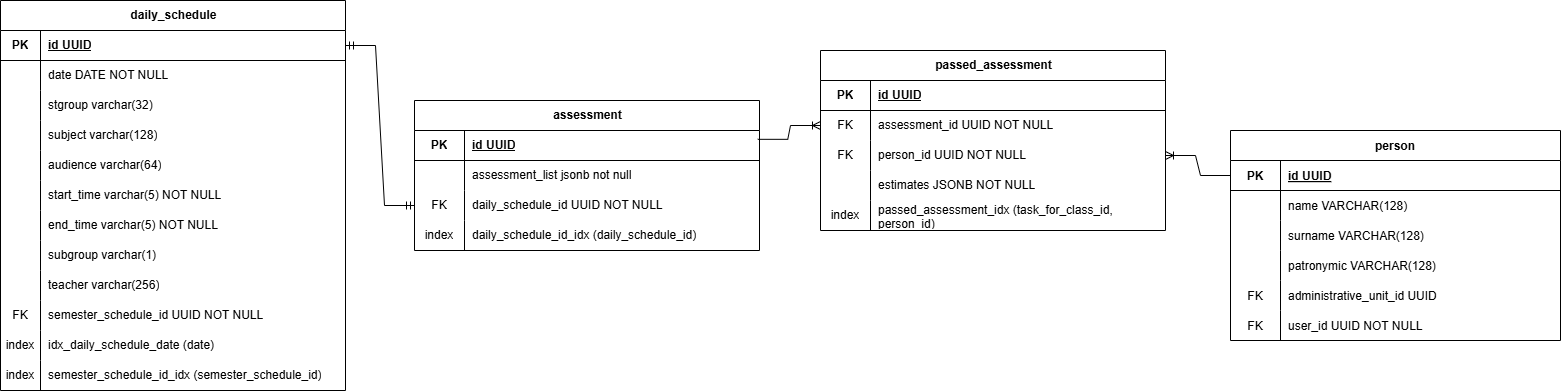 daily_schedule
PK id UUID
date DATE NOT NULL
stgroup varchar(32)
subject varchar(128)
audience varchar(64)
start_time varchar(5) NOT NULL
end_time varchar(5) NOT NULL
subgroup varchar(1)
teacher varchar(256)
FK semester_schedule_id UUID NOT NULL
index idx_daily_schedule_date (date)
index semester_schedule_id_idx (semester_schedule_id)
assessment
PK id UUID
assessment_list jsonb not null
FK daily_schedule_id UUID NOT NULL
index daily_schedule_id_idx (daily_schedule_id)
passed_assessment
PK id UUID
FK assessment_id UUID NOT NULL
FK person_id UUID NOT NULL
estimates JSONB NOT NULL
index passed_assessment_idx (task_for_class_id,
person_id)
person
PK id UUID
name VARCHAR(128)
surname VARCHAR(128)
patronymic VARCHAR(128)
FK administrative_unit_id UUID
FK user_id UUID NOT NULL